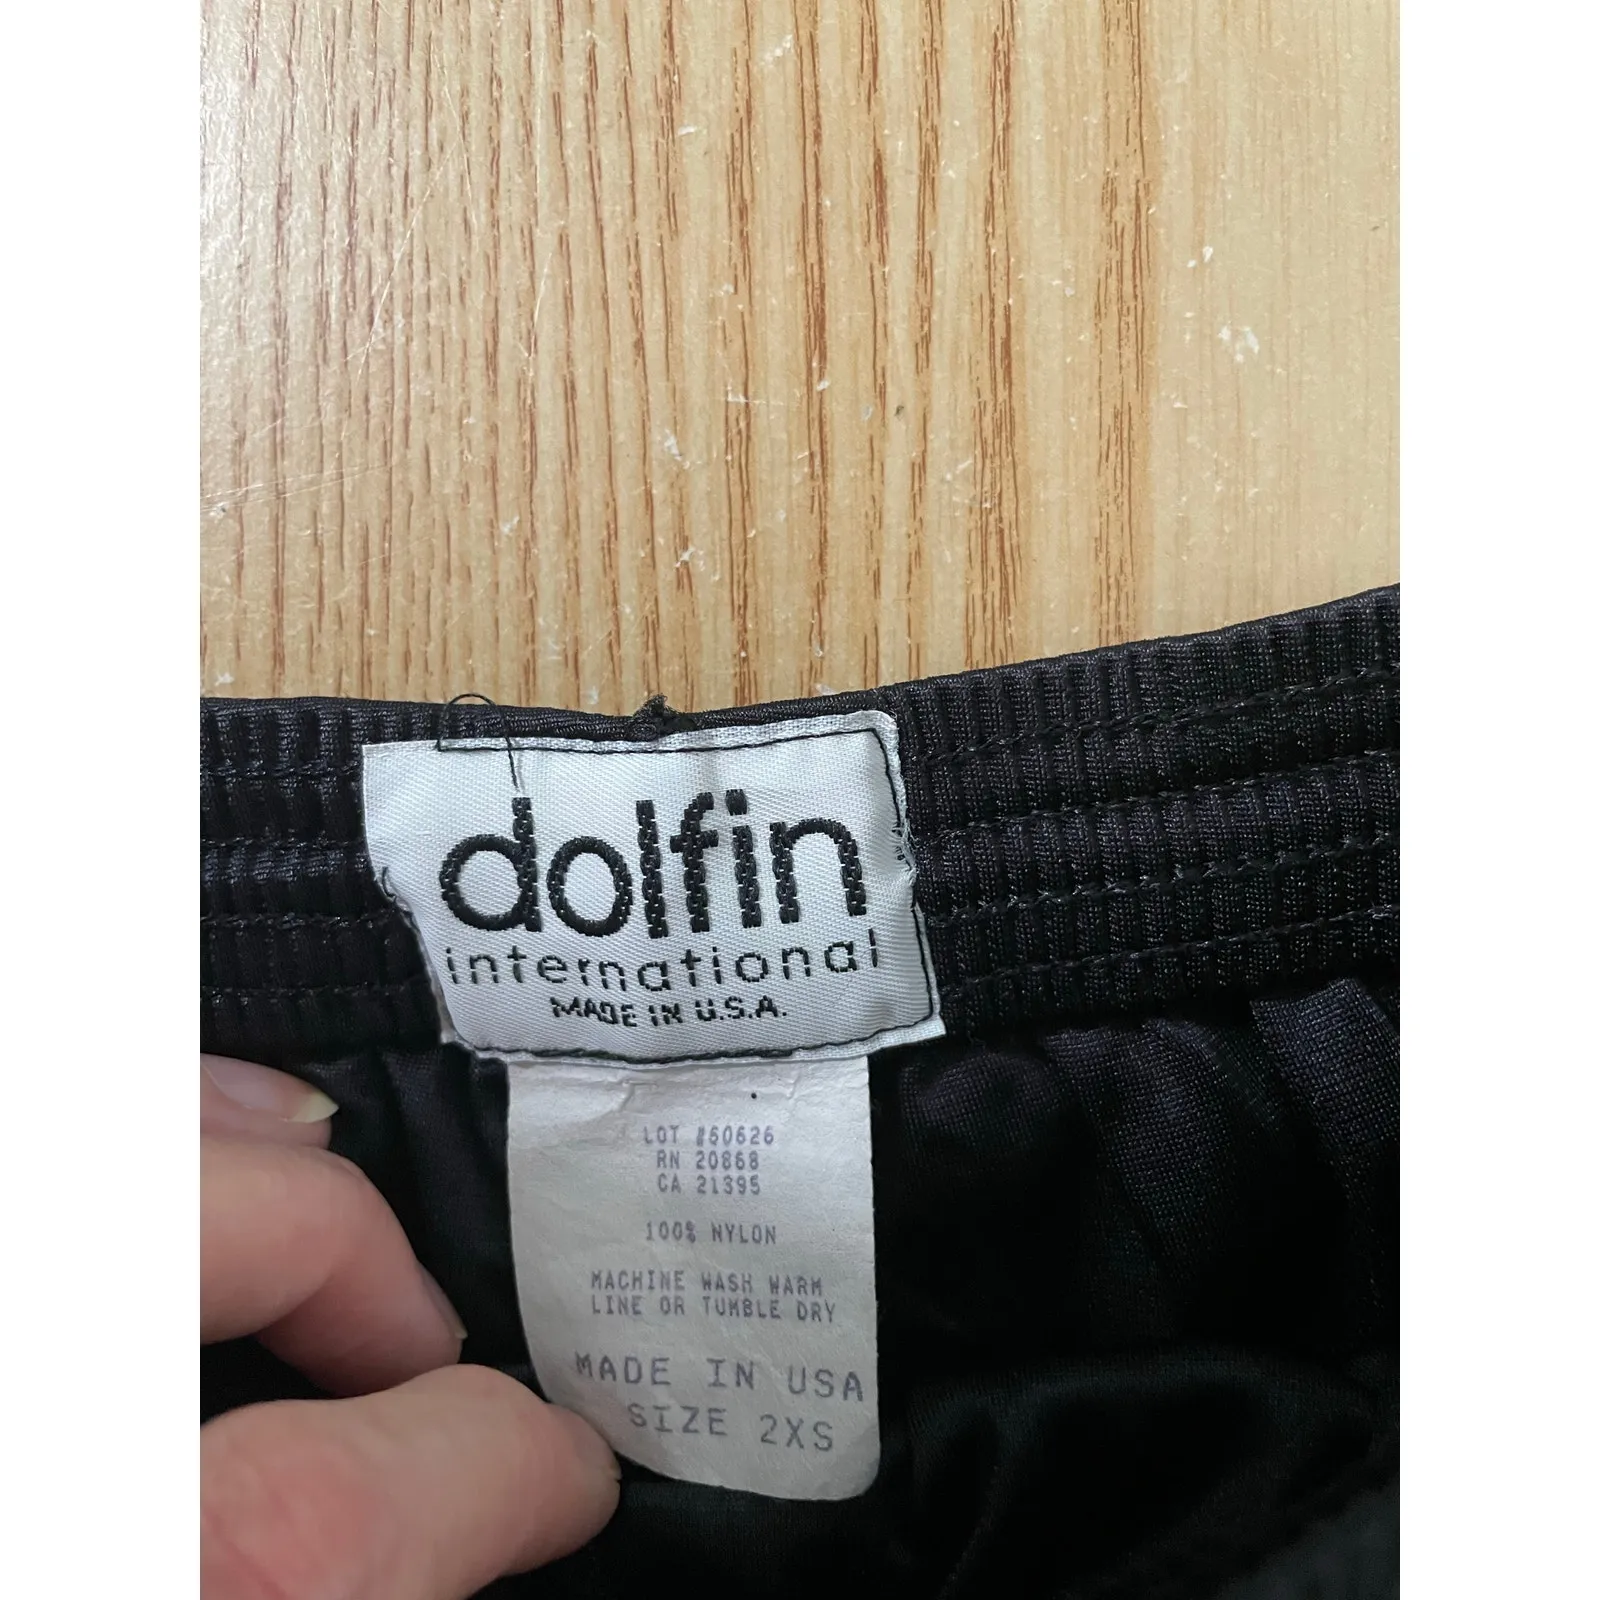 dolfin
international
MADE IN U.S.A.
LOT #50626
RN 20868
CA 21395
100% NYLON
MACHINE WASH WARM
LINE OR TUMBLE DRY
MADE IN USA
SIZE 2XS